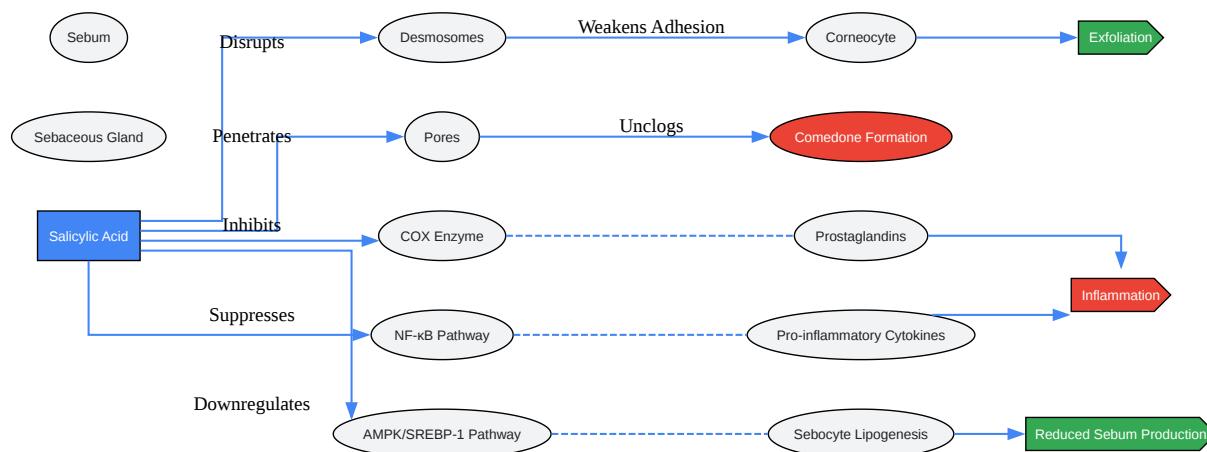 Sebum
Disrupts
Desmosomes
Weakens Adhesion
Corneocyte
Exfoliation
Sebaceous Gland
Penetrates
Pores
Unclogs
Comedone Formation
Salicylic Acid
Inhibits
COX Enzyme
Prostaglandins
Inflammation
Suppresses
NF-κB Pathway
Pro-inflammatory Cytokines
Downregulates
AMPK/SREBP-1 Pathway
Sebocyte Lipogenesis
Reduced Sebum Production